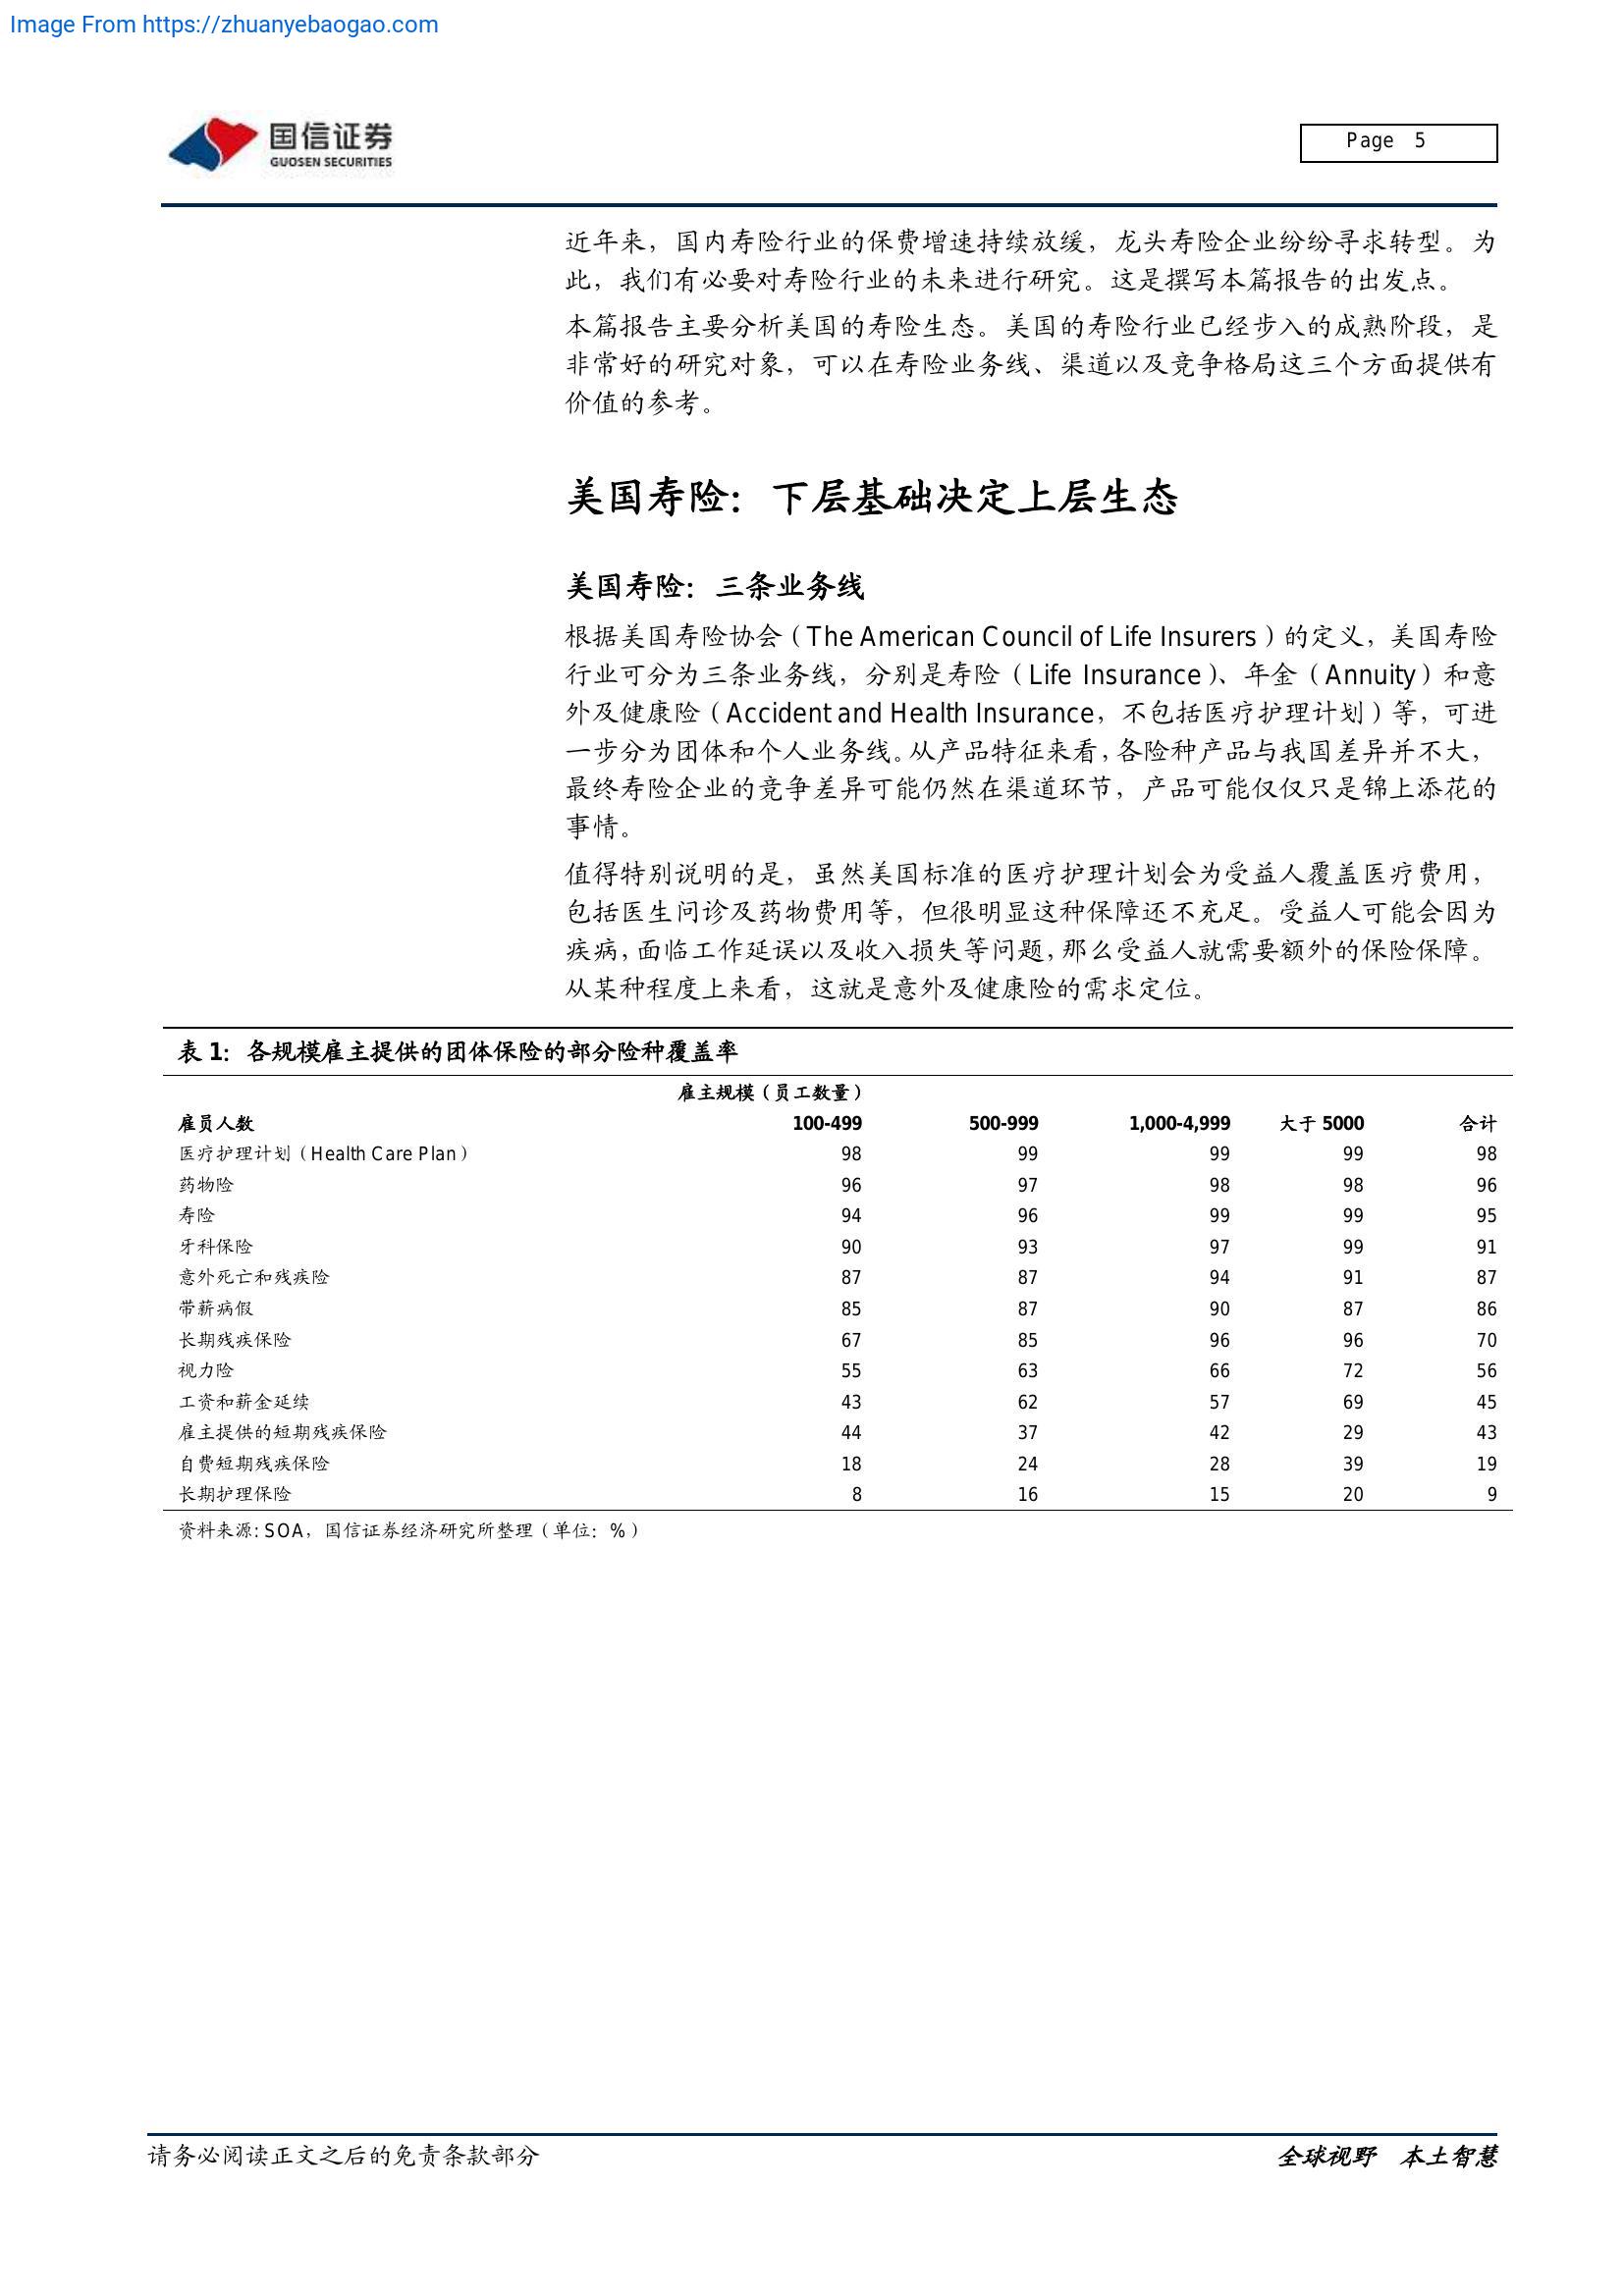 Image From https://zhuanyebaogao.com
国信证券
GUOSEN SECURITIES
Page 5
近年来，国内寿险行业的保费增速持续放缓，龙头寿险企业纷纷寻求转型。为
此，我们有必要对寿险行业的未来进行研究。这是撰写本篇报告的出发点。
本篇报告主要分析美国的寿险生态。美国的寿险行业已经步入的成熟阶段，是
非常好的研究对象，可以在寿险业务线、渠道以及竞争格局这三个方面提供有
价值的参考。
美国寿险：下层基础决定上层生态
美国寿险：三条业务线
根据美国寿险协会（The American Council of Life Insurers）的定义，美国寿险
行业可分为三条业务线，分别是寿险（Life Insurance）、年金（Annuity）和意
外及健康险（Accident and Health Insurance，不包括医疗护理计划）等，可进
一步分为团体和个人业务线。从产品特征来看，各险种产品与我国差异并不大，
最终寿险企业的竞争差异可能仍然在渠道环节，产品可能仅仅只是锦上添花的
事情。
值得特别说明的是，虽然美国标准的医疗护理计划会为受益人覆盖医疗费用，
包括医生问诊及药物费用等，但很明显这种保障还不充足。受益人可能会因为
疾病，面临工作延误以及收入损失等问题，那么受益人就需要额外的保险保障。
从某种程度上来看，这就是意外及健康险的需求定位。
表 1：各规模雇主提供的团体保险的部分险种覆盖率
雇主规模（员工数量）
雇员人数 100-499 500-999 1,000-4,999 大于 5000 合计
医疗护理计划（Health Care Plan） 98 99 99 99 98
药物险 96 97 98 98 96
寿险 94 96 99 99 95
牙科保险 90 93 97 99 91
意外死亡和残疾险 87 87 94 91 87
带薪病假 85 87 90 87 86
长期残疾保险 67 85 96 96 70
视力险 55 63 66 72 56
工资和薪金延续 43 62 57 69 45
雇主提供的短期残疾保险 44 37 42 29 43
自费短期残疾保险 18 24 28 39 19
长期护理保险 8 16 15 20 9
资料来源: SOA，国信证券经济研究所整理（单位：%）
请务必阅读正文之后的免责条款部分
全球视野 本土智慧